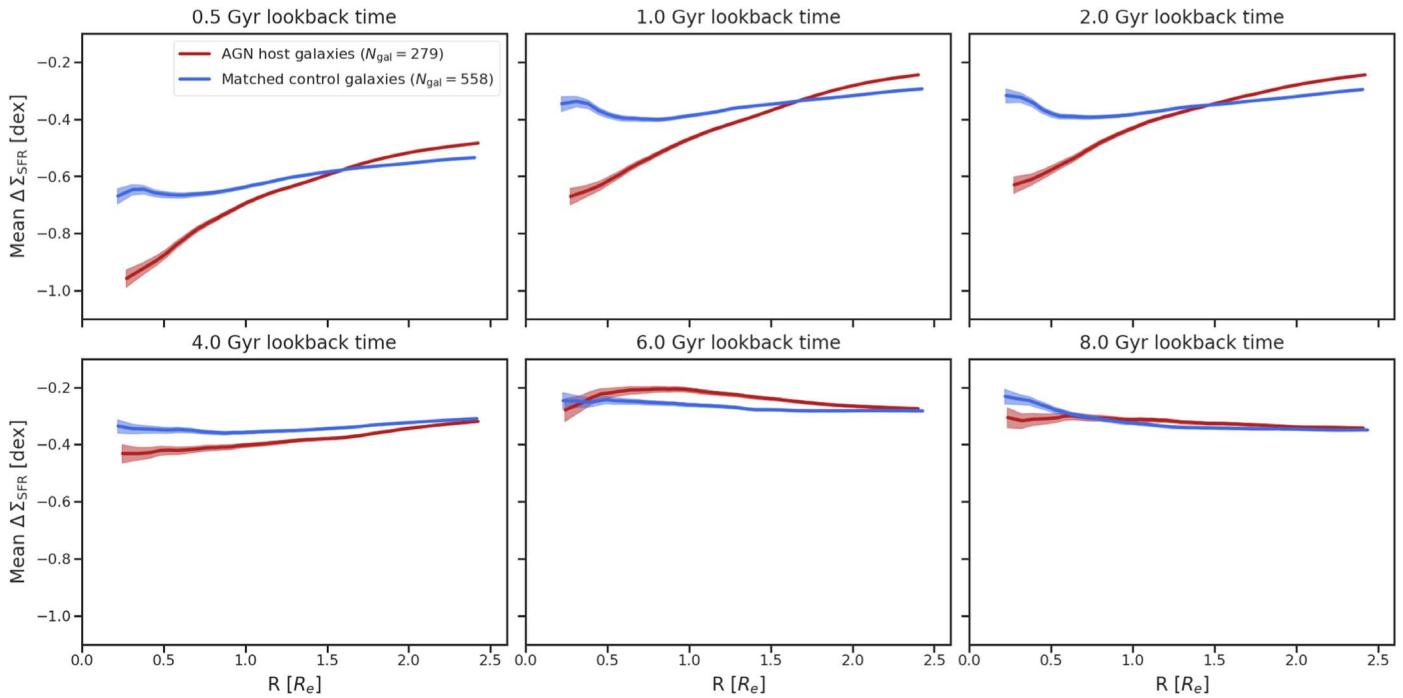 0.5 Gyr lookback time
1.0 Gyr lookback time
2.0 Gyr lookback time
AGN host galaxies (N_gal = 279)
Matched control galaxies (N_gal = 558)
Mean Δ Σ_SFR [dex]
−0.2
−0.4
−0.6
−0.8
−1.0
4.0 Gyr lookback time
6.0 Gyr lookback time
8.0 Gyr lookback time
Mean Δ Σ_SFR [dex]
−0.2
−0.4
−0.6
−0.8
−1.0
0.0 0.5 1.0 1.5 2.0 2.5
0.0 0.5 1.0 1.5 2.0 2.5
0.0 0.5 1.0 1.5 2.0 2.5
R [R_e]
R [R_e]
R [R_e]